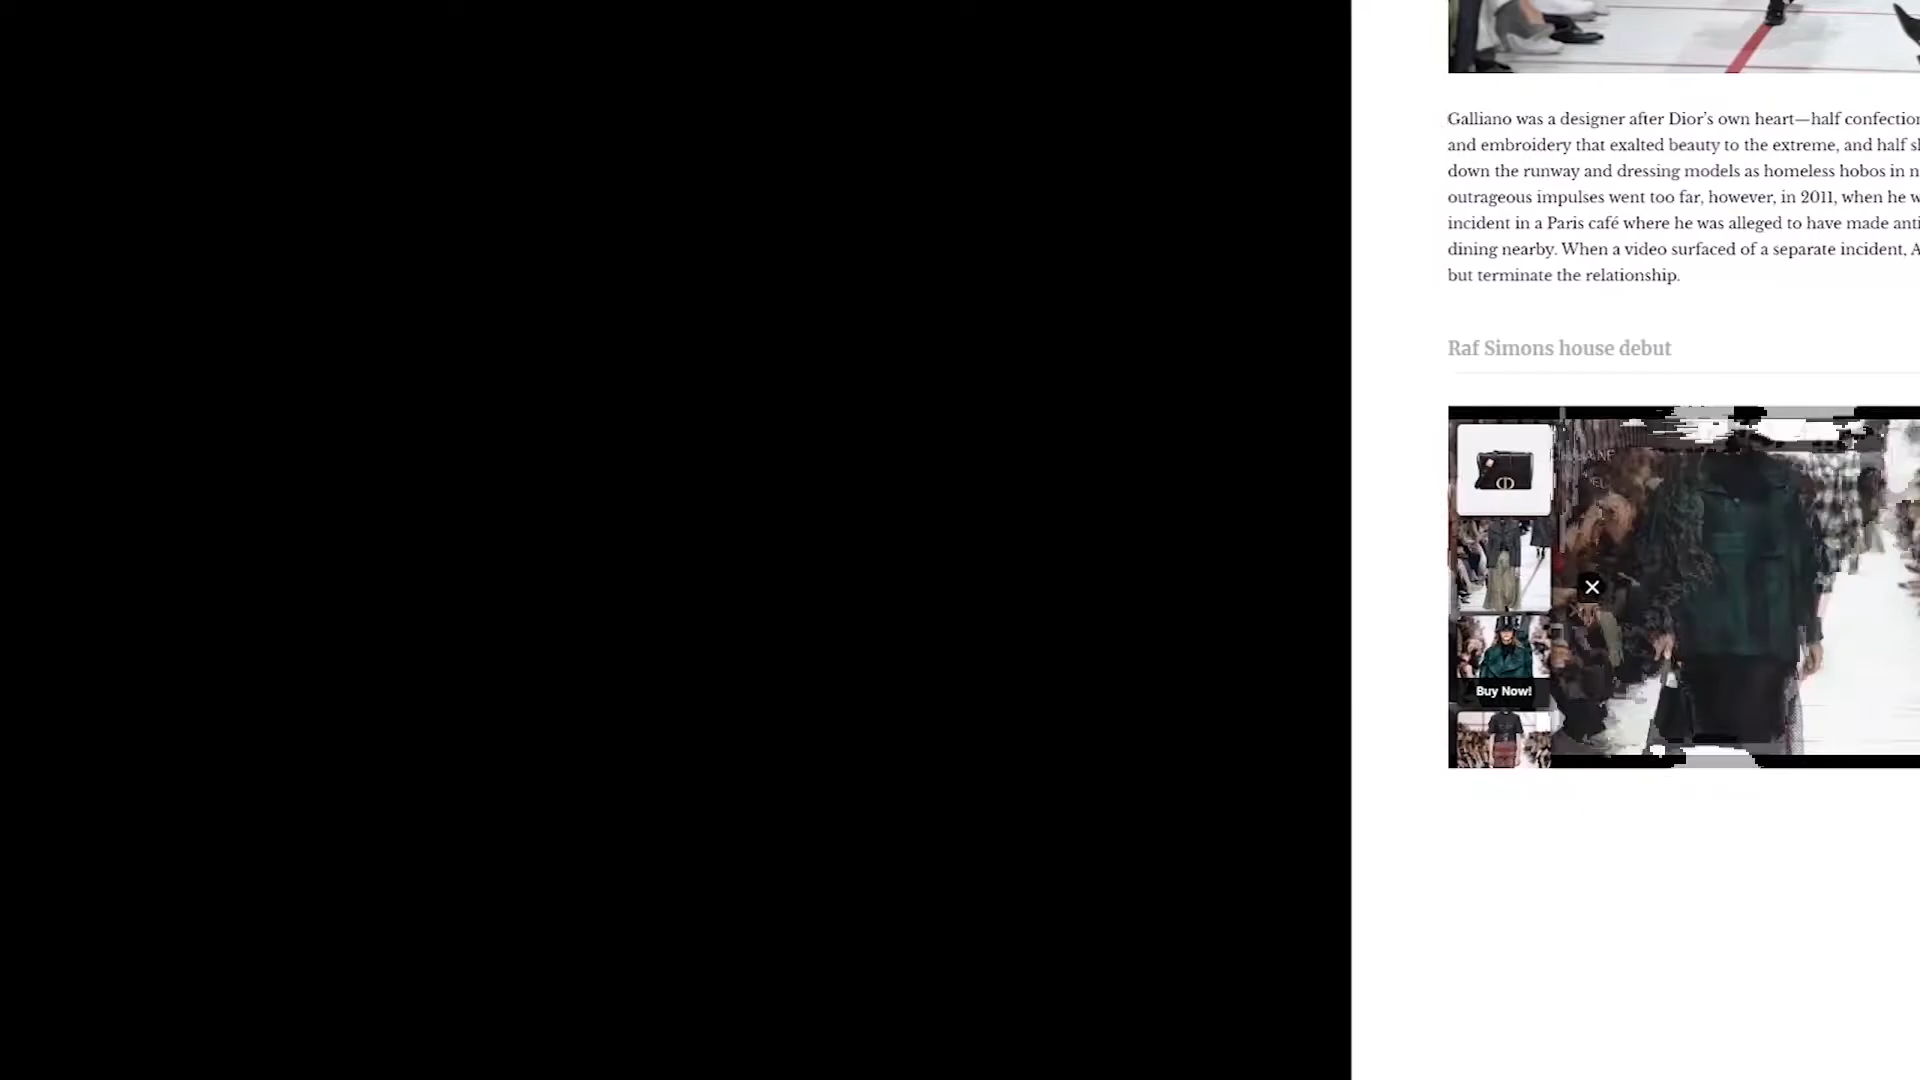 Galliano was a designer after Dior’s own heart—half confection
and embroidery that exalted beauty to the extreme, and half
down the runway and dressing models as homeless hobos in
outrageous impulses went too far, however, in 2011, when he
incident in a Paris café where he was alleged to have made anti
dining nearby. When a video surfaced of a separate incident,
but terminate the relationship.
Raf Simons house debut
Buy Now!